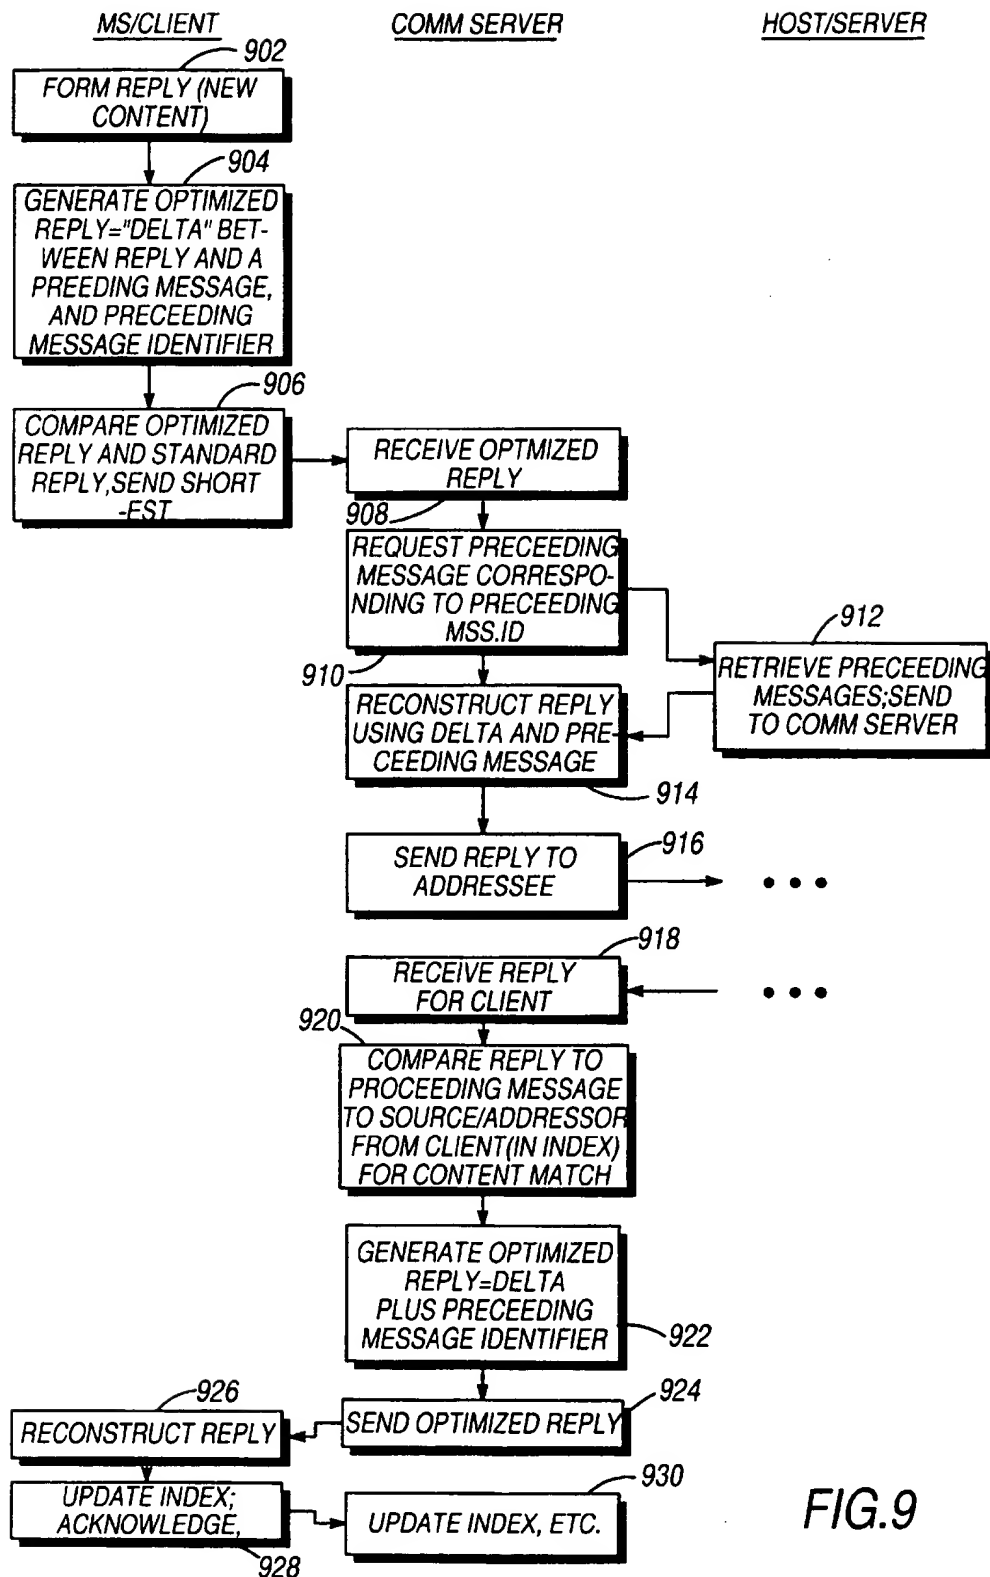 MS/CLIENT
COMM SERVER
HOST/SERVER
902
FORM REPLY (NEW
CONTENT)
904
GENERATE OPTIMIZED
REPLY="DELTA" BET-
WEEN REPLY AND A
PREEDING MESSAGE,
AND PRECEEDING
MESSAGE IDENTIFIER
906
COMPARE OPTIMIZED
REPLY AND STANDARD
REPLY,SEND SHORT
-EST
RECEIVE OPTMIZED
REPLY
908
REQUEST PRECEEDING
MESSAGE CORRESPO-
NDING TO PRECEEDING
MSS.ID
910
912
RETRIEVE PRECEEDING
MESSAGES;SEND
TO COMM SERVER
RECONSTRUCT REPLY
USING DELTA AND PRE-
CEEDING MESSAGE
914
SEND REPLY TO
ADDRESSEE
916
918
RECEIVE REPLY
FOR CLIENT
920
COMPARE REPLY TO
PROCEEDING MESSAGE
TO SOURCE/ADDRESSOR
FROM CLIENT(IN INDEX)
FOR CONTENT MATCH
GENERATE OPTIMIZED
REPLY=DELTA
PLUS PRECEEDING
MESSAGE IDENTIFIER
922
924
SEND OPTIMIZED REPLY
926
RECONSTRUCT REPLY
UPDATE INDEX;
ACKNOWLEDGE,
928
930
UPDATE INDEX, ETC.
FIG.9